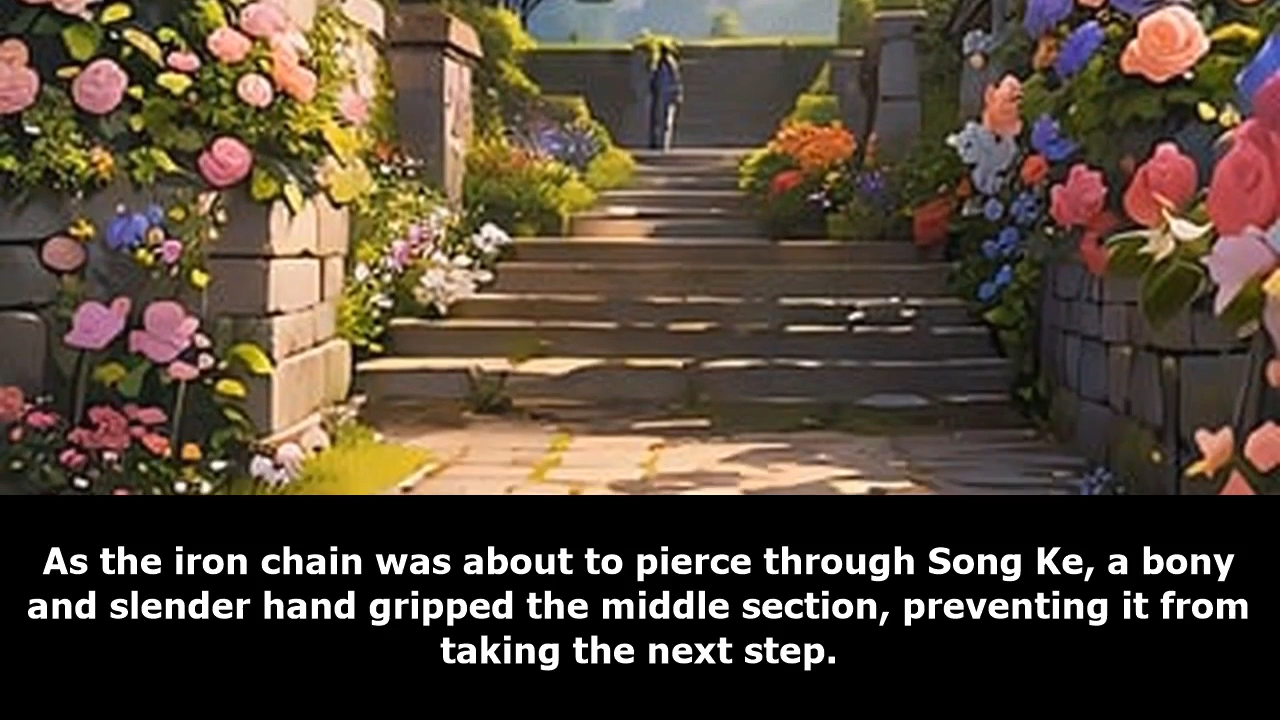 As the iron chain was about to pierce through Song Ke, a bony
and slender hand gripped the middle section, preventing it from
taking the next step.